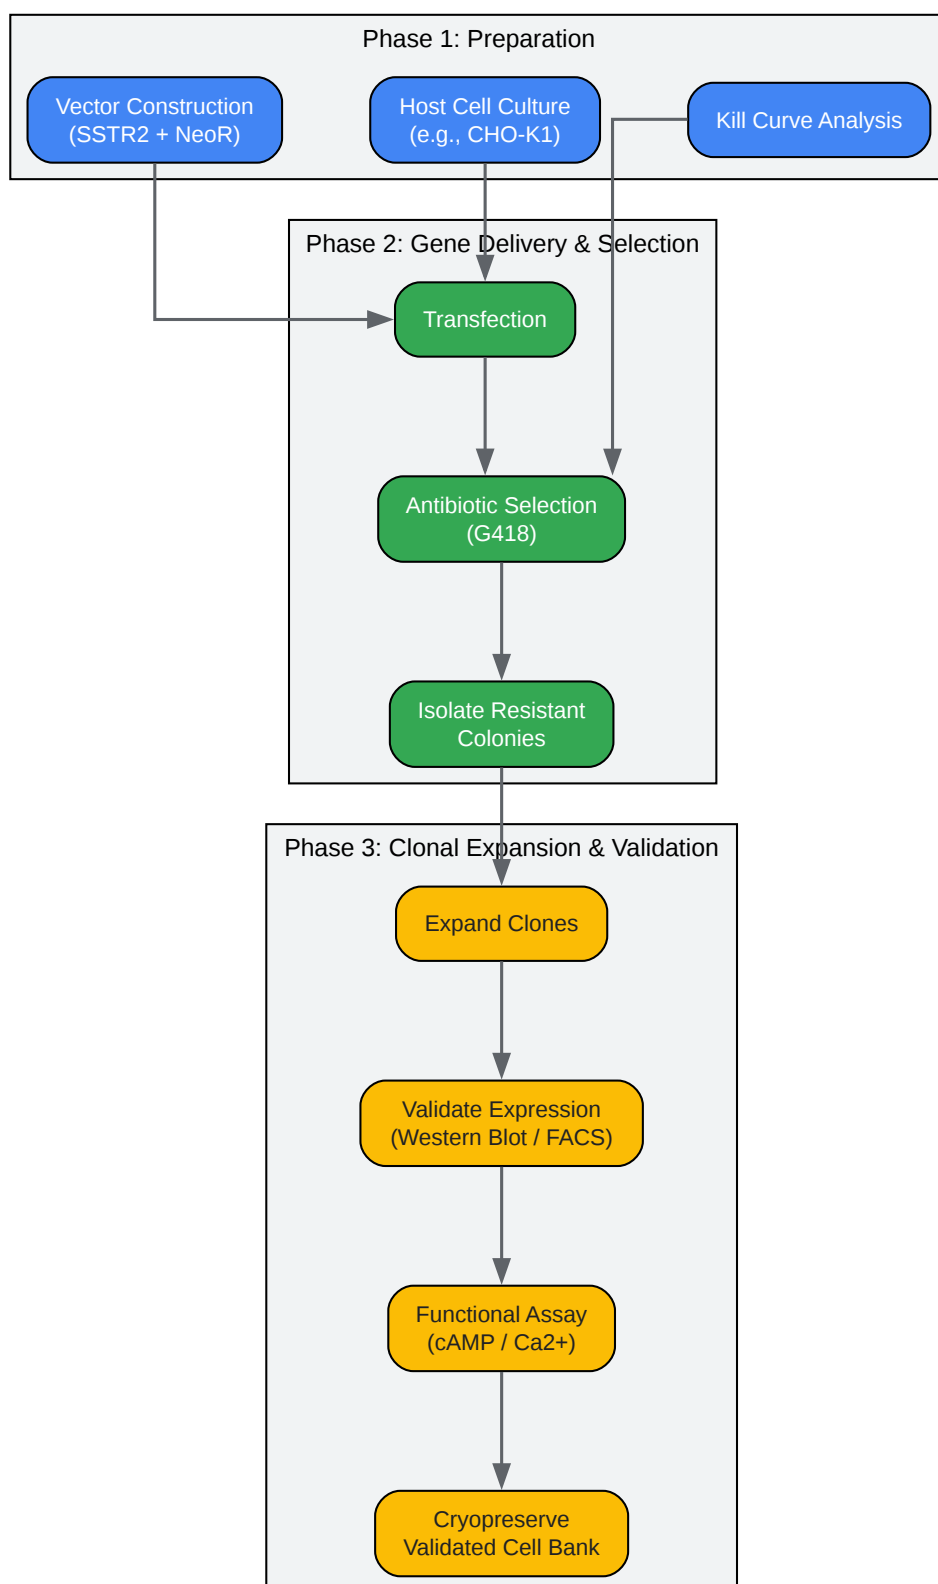 Phase 1: Preparation
Vector Construction
(SSTR2 + NeoR)
Host Cell Culture
(e.g., CHO-K1)
Kill Curve Analysis
Phase 2: Gene Delivery & Selection
Transfection
Antibiotic Selection
(G418)
Isolate Resistant
Colonies
Phase 3: Clonal Expansion & Validation
Expand Clones
Validate Expression
(Western Blot / FACS)
Functional Assay
(cAMP / Ca2+)
Cryopreserve
Validated Cell Bank